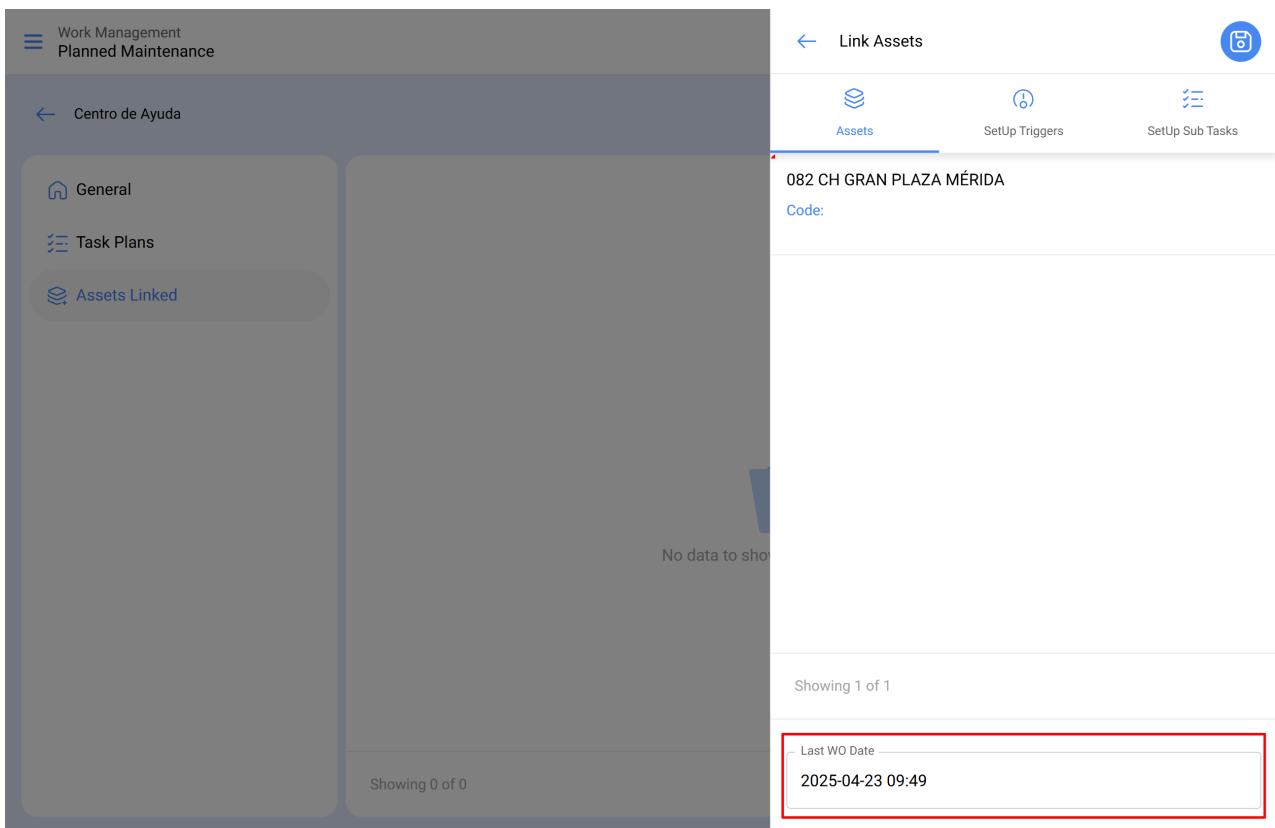 Work Management
Planned Maintenance
Centro de Ayuda
General
Task Plans
Assets Linked
No data to sho
Showing 0 of 0
Link Assets
Assets
SetUp Triggers
SetUp Sub Tasks
082 CH GRAN PLAZA MÉRIDA
Code:
Showing 1 of 1
Last WO Date
2025-04-23 09:49